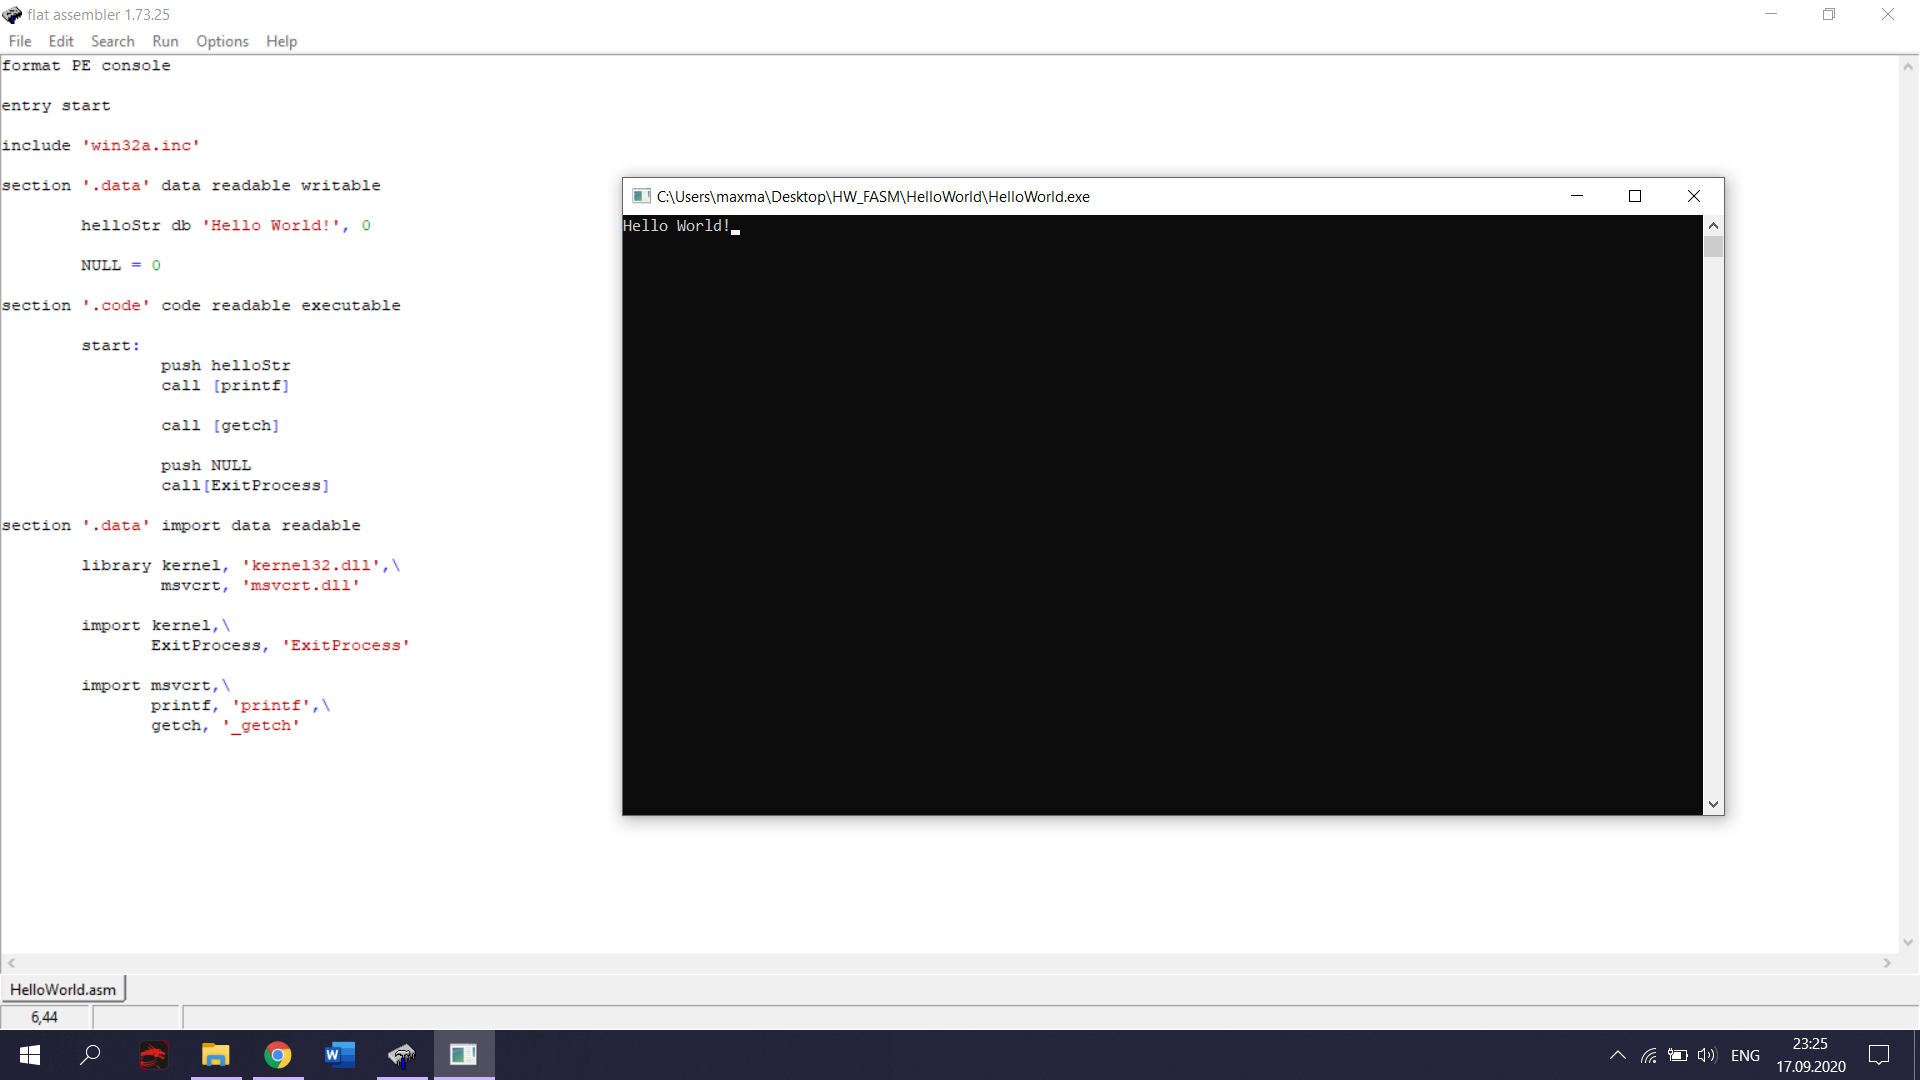 flat assembler 1.73.25
File Edit Search Run Options Help
format PE console
entry start
include 'win32a.inc'
section '.data' data readable writable
helloStr db 'Hello World!', 0
NULL = 0
section '.code' code readable executable
start:
push helloStr
call [printf]
call [getch]
push NULL
call[ExitProcess]
section '.data' import data readable
library kernel, 'kernel32.dll',\
msvcrt, 'msvcrt.dll'
import kernel,\
ExitProcess, 'ExitProcess'
import msvcrt,\
printf, 'printf',\
getch, '_getch'
C:\Users\maxma\Desktop\HW_FASM\HelloWorld\HelloWorld.exe
Hello World!
HelloWorld.asm
6,44
W
ENG
23:25
17.09.2020